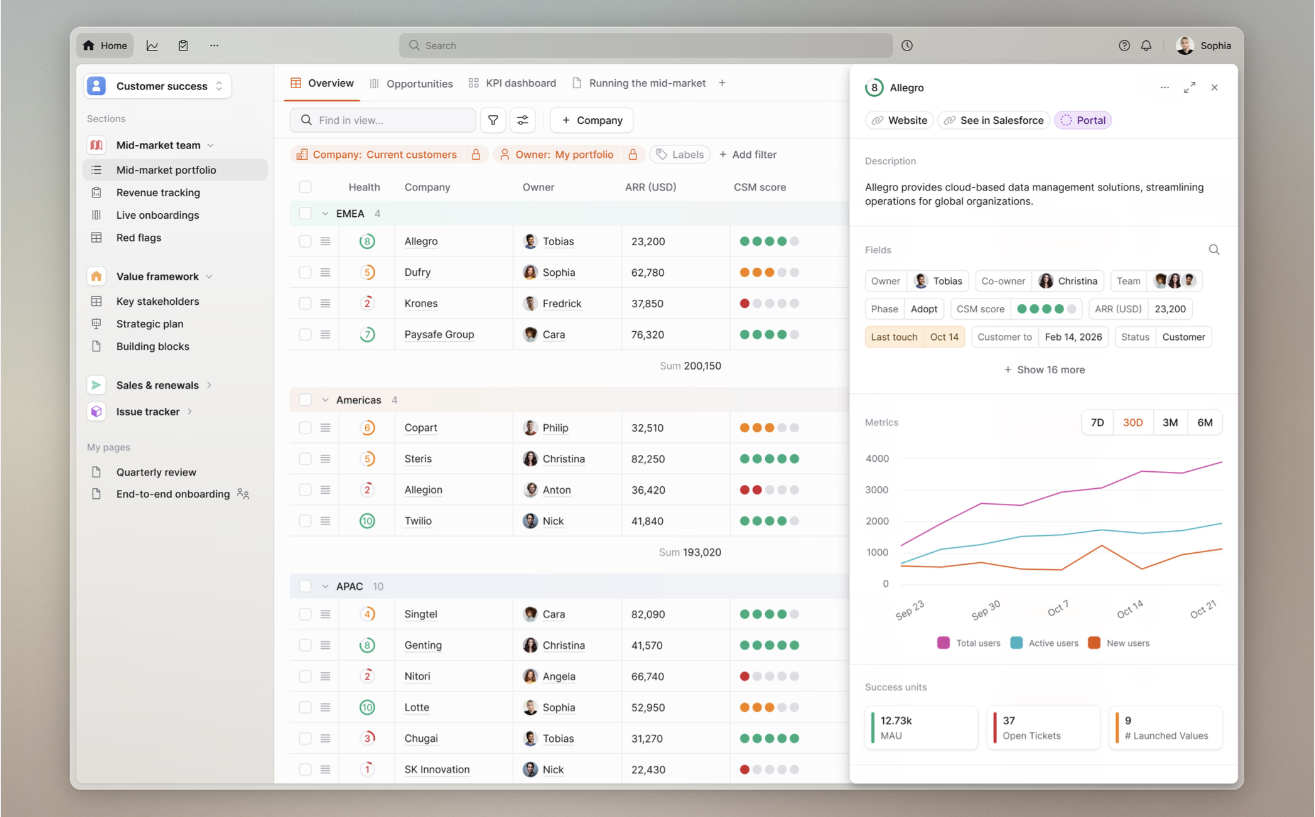 Home
Search
Sophia
Customer success
Sections
Mid-market team
Mid-market portfolio
Revenue tracking
Live onboardings
Red flags
Value framework
Key stakeholders
Strategic plan
Building blocks
Sales & renewals
Issue tracker
My pages
Quarterly review
End-to-end onboarding
Overview Opportunities KPI dashboard Running the mid-market +
Find in view... + Company
Company: Current customers Owner: My portfolio Labels + Add filter
Health Company Owner ARR (USD) CSM score
EMEA 4
8 Allegro Tobias 23,200
5 Dufry Sophia 62,780
2 Krones Fredrick 37,850
7 Paysafe Group Cara 76,320
Sum 200,150
Americas 4
6 Copart Philip 32,510
5 Steris Christina 82,250
2 Allegion Anton 36,420
10 Twilio Nick 41,840
Sum 193,020
APAC 10
4 Singtel Cara 82,090
8 Genting Christina 41,570
2 Nitori Angela 66,740
10 Lotte Sophia 52,950
3 Chugai Tobias 31,270
1 SK Innovation Nick 22,430
8 Allegro
Website See in Salesforce Portal
Description
Allegro provides cloud-based data management solutions, streamlining
operations for global organizations.
Fields
Owner Tobias Co-owner Christina Team
Phase Adopt CSM score ARR (USD) 23,200
Last touch Oct 14 Customer to Feb 14, 2026 Status Customer
+ Show 16 more
Metrics 7D 30D 3M 6M
4000
3000
2000
1000
0
Sep 23 Sep 30 Oct 7 Oct 14 Oct 21
Total users Active users New users
Success units
12.73k 37 9
MAU Open Tickets # Launched Values